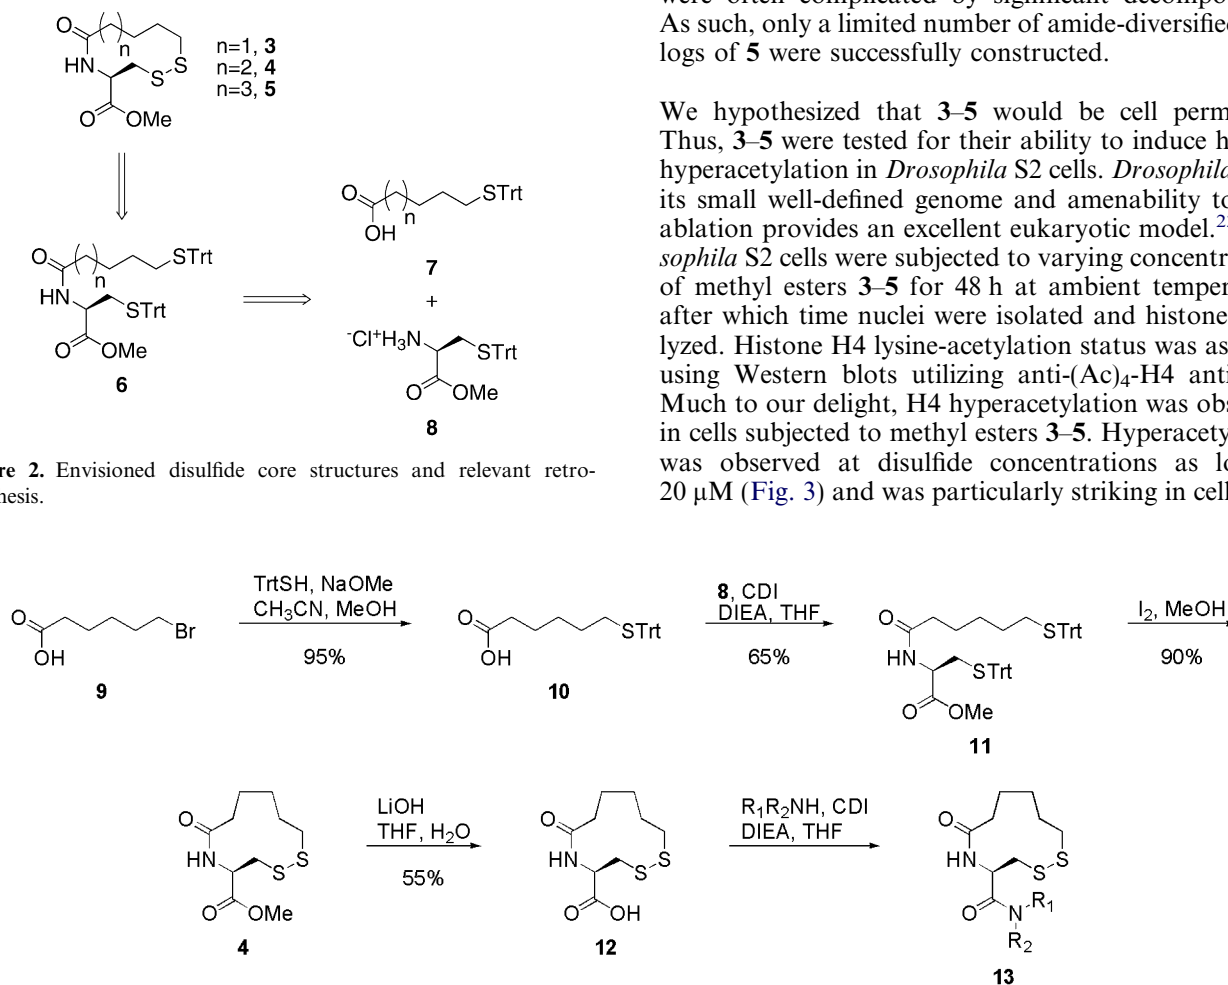 O
( )
n
HN
S
S
O
OMe
n=1, 3
n=2, 4
n=3, 5
O
( )
n
STrt
HN
STrt
O
OMe
6
O
( )
n
STrt
OH
7
+
-Cl+H3N
STrt
O
OMe
8
re 2. Envisioned disulfide core structures and relevant retro-
nesis.
As such, only a limited number of amide-diversified
logs of 5 were successfully constructed.
We hypothesized that 3–5 would be cell perm
Thus, 3–5 were tested for their ability to induce h
hyperacetylation in Drosophila S2 cells. Drosophila
its small well-defined genome and amenability to
ablation provides an excellent eukaryotic model.
sophila S2 cells were subjected to varying concentr
of methyl esters 3–5 for 48 h at ambient temper
after which time nuclei were isolated and histone
lyzed. Histone H4 lysine-acetylation status was as
using Western blots utilizing anti-(Ac)4-H4 anti
Much to our delight, H4 hyperacetylation was obs
in cells subjected to methyl esters 3–5. Hyperacety
was observed at disulfide concentrations as lo
20 μM (Fig. 3) and was particularly striking in cell
O
Br
OH
9
TrtSH, NaOMe
CH3CN, MeOH
95%
O
STrt
OH
10
8, CDI
DIEA, THF
65%
O
STrt
HN
STrt
O
OMe
11
I2, MeOH
90%
O
HN
S
S
O
OMe
4
LiOH
THF, H2O
55%
O
HN
S
S
O
OH
12
R1R2NH, CDI
DIEA, THF
O
HN
S
S
O
N
R1
R2
13